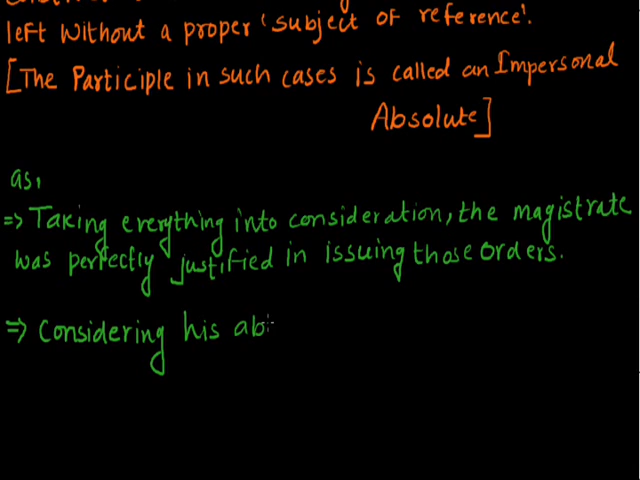 left without a proper 'subject of reference'.
[The Participle in such cases is called an Impersonal
Absolute]
as,
=> Taking everything into consideration, the magistrate
was perfectly justified in issuing those orders.
=> Considering his abi